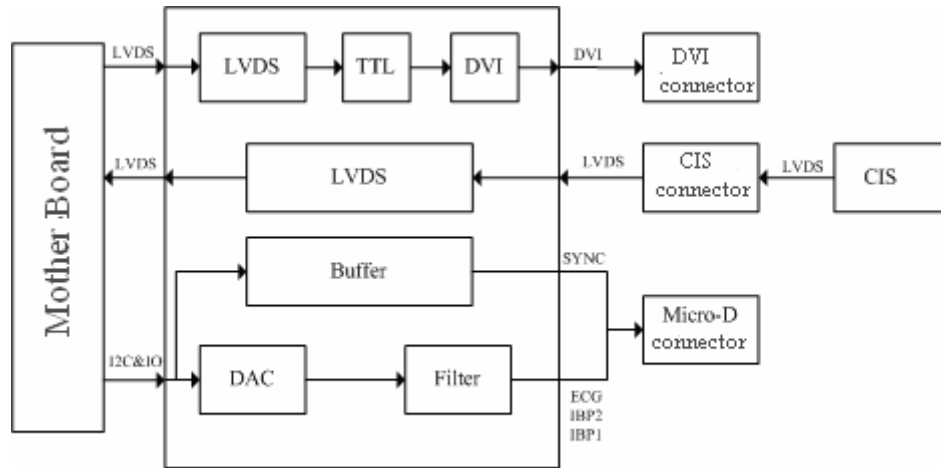 Mother Board
LVDS
LVDS
TTL
DVI
DVI
DVI
connector
LVDS
LVDS
LVDS
CIS
connector
LVDS
CIS
Buffer
SYNC
Micro-D
connector
I2C&IO
DAC
Filter
ECG
IBP2
IBP1